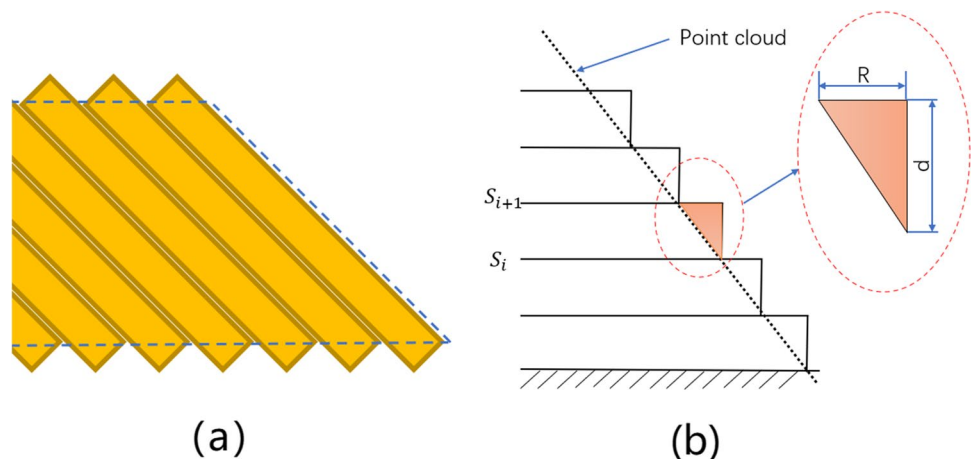 Point cloud
R
d
S_{i+1}
S_i
(a)
(b)